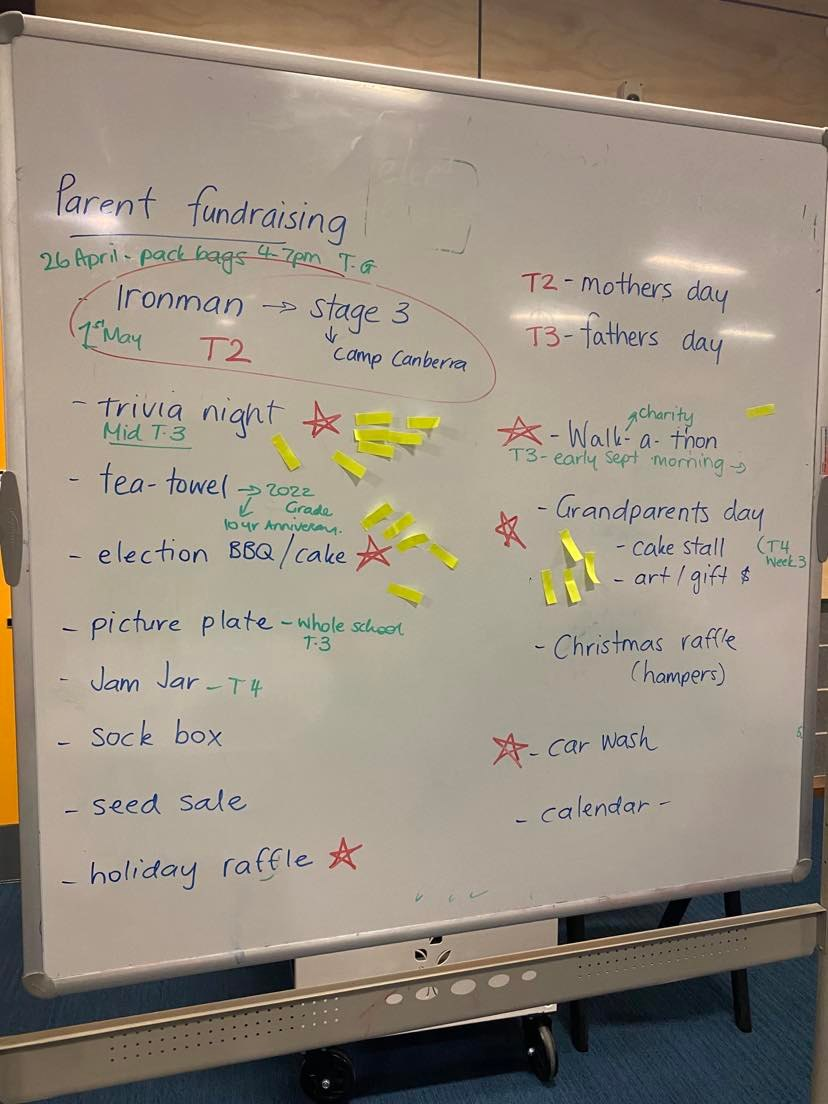 Parent fundraising
26 April - pack bags 4-7pm T.G
- Ironman → stage 3
↓
1st May T2 Camp Canberra
- trivia night
Mid T.3
- tea-towel → 2022
↓ Grade
10 yr Anniversary.
- election BBQ/cake
- picture plate - whole school
T.3
- Jam Jar - T4
- Sock box
- seed sale
- holiday raffle
T2 - mothers day
T3 - fathers day
charity
- Walk-a-thon
T3 - early Sept morning →
- Grandparents day
- cake stall (T4
Week 3
- art / gift $
- Christmas raffle
(hampers)
- car wash
- calendar -